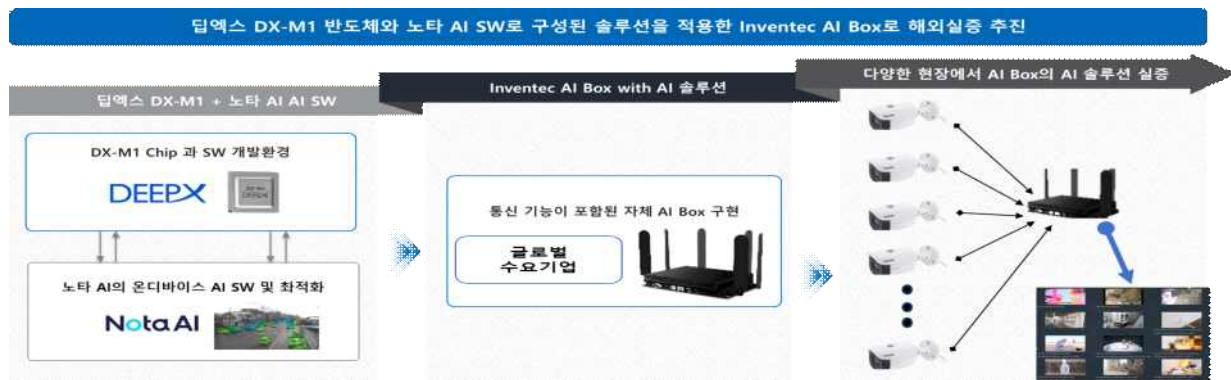 딥엑스 DX-M1 반도체와 노타 AI SW로 구성된 솔루션을 적용한 Inventec AI Box로 해외실증 추진
딥엑스 DX-M1 + 노타 AI AI SW
Inventec AI Box with AI 솔루션
다양한 현장에서 AI Box의 AI 솔루션 실증
DX-M1 Chip 과 SW 개발환경
DEEPX
노타 AI의 온디바이스 AI SW 및 최적화
Nota AI
통신 기능이 포함된 자체 AI Box 구현
글로벌
수요기업